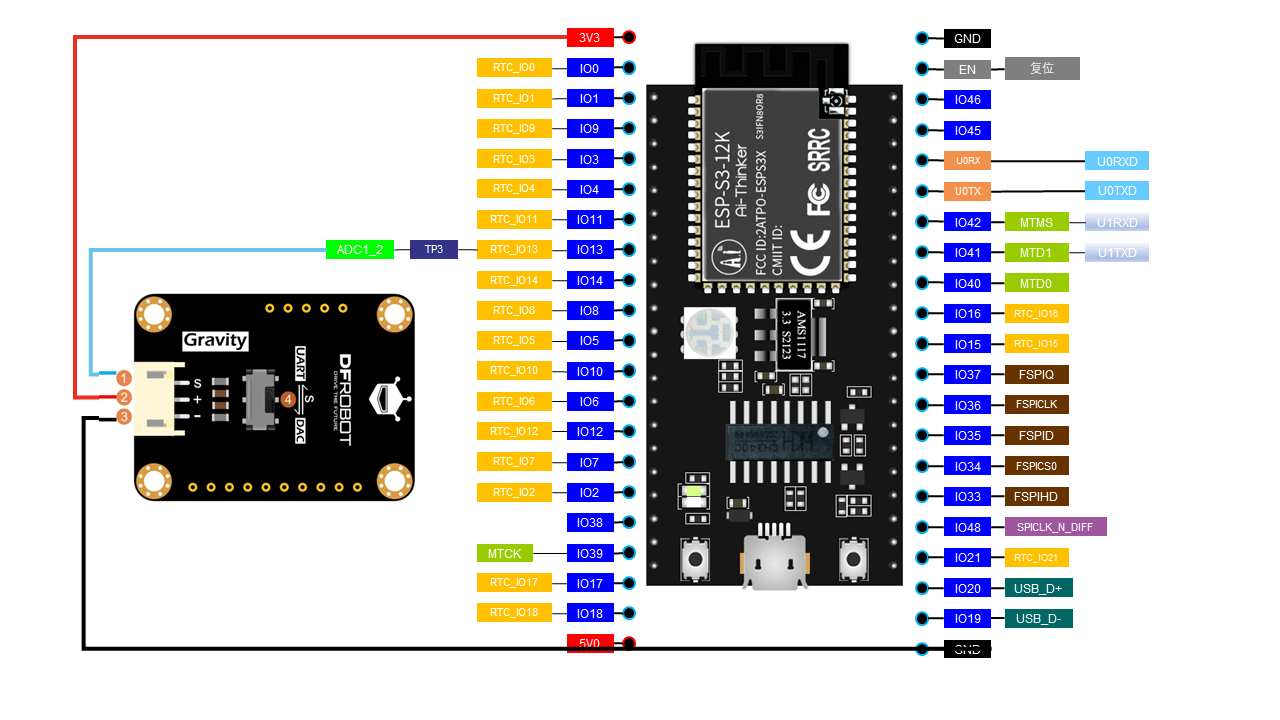 3V3
RTC_IO0 IO0
RTC_IO1 IO1
RTC_IO9 IO9
RTC_IO3 IO3
RTC_IO4 IO4
RTC_IO11 IO11
ADC1_2 TP3 RTC_IO13 IO13
RTC_IO14 IO14
RTC_IO8 IO8
RTC_IO5 IO5
RTC_IO10 IO10
RTC_IO6 IO6
RTC_IO12 IO12
RTC_IO7 IO7
RTC_IO2 IO2
IO38
MTCK IO39
RTC_IO17 IO17
RTC_IO18 IO18
5V0
Gravity
1
2
3
S
+
-
4
UART
S
DAC
DFROBOT
DRIVE THE FUTURE
ESP-S3-12K
Ai-Thinker
S3IFN8OR8
FCC ID:2ATPO-ESPS3X
CMIIT ID:
Ai
FC SRRC
CE
AMS1117
3.3 S2123
GND
EN 复位
IO46
IO45
U0RX U0RXD
U0TX U0TXD
IO42 MTMS U1RXD
IO41 MTD1 U1TXD
IO40 MTD0
IO16 RTC_IO16
IO15 RTC_IO15
IO37 FSPIQ
IO36 FSPICLK
IO35 FSPID
IO34 FSPICS0
IO33 FSPIHD
IO48 SPICLK_N_DIFF
IO21 RTC_IO21
IO20 USB_D+
IO19 USB_D-
GND